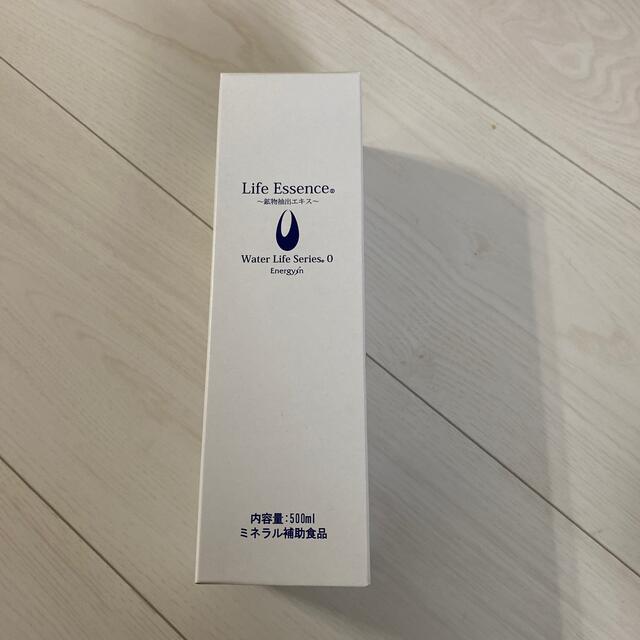 Life Essence®
～鉱物抽出エキス～
Water Life Series® 0
Energyin
内容量:500ml
ミネラル補助食品